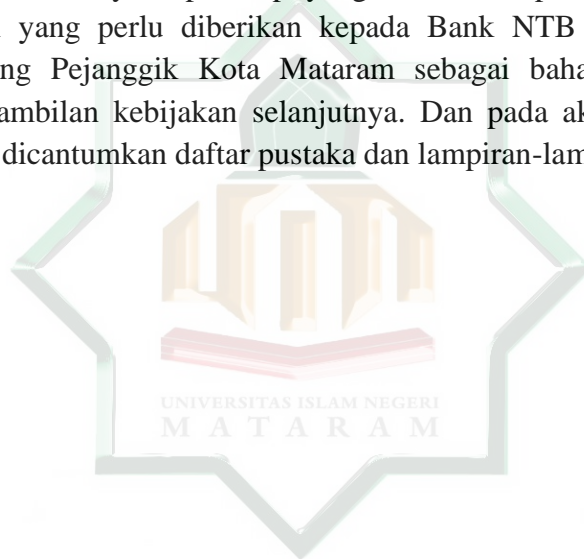 yang perlu diberikan kepada Bank NTB
ng Pejanggik Kota Mataram sebagai baha
ambilan kebijakan selanjutnya. Dan pada ak
dicantumkan daftar pustaka dan lampiran-lam
UNIVERSITAS ISLAM NEGERI
MATARAM